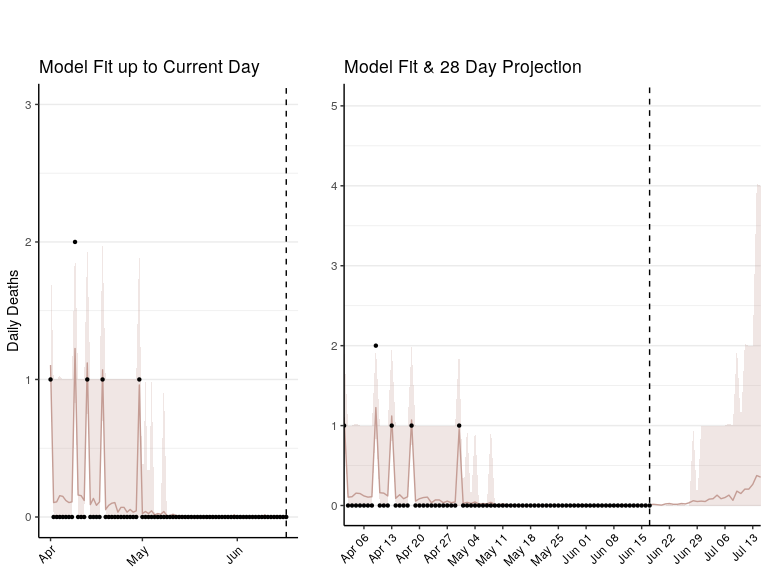 Model Fit up to Current Day
Model Fit & 28 Day Projection
Daily Deaths
3
2
1
0
Apr
May
Jun
5
4
3
2
1
0
Apr 06
Apr 13
Apr 20
Apr 27
May 04
May 11
May 18
May 25
Jun 01
Jun 08
Jun 15
Jun 22
Jun 29
Jul 06
Jul 13